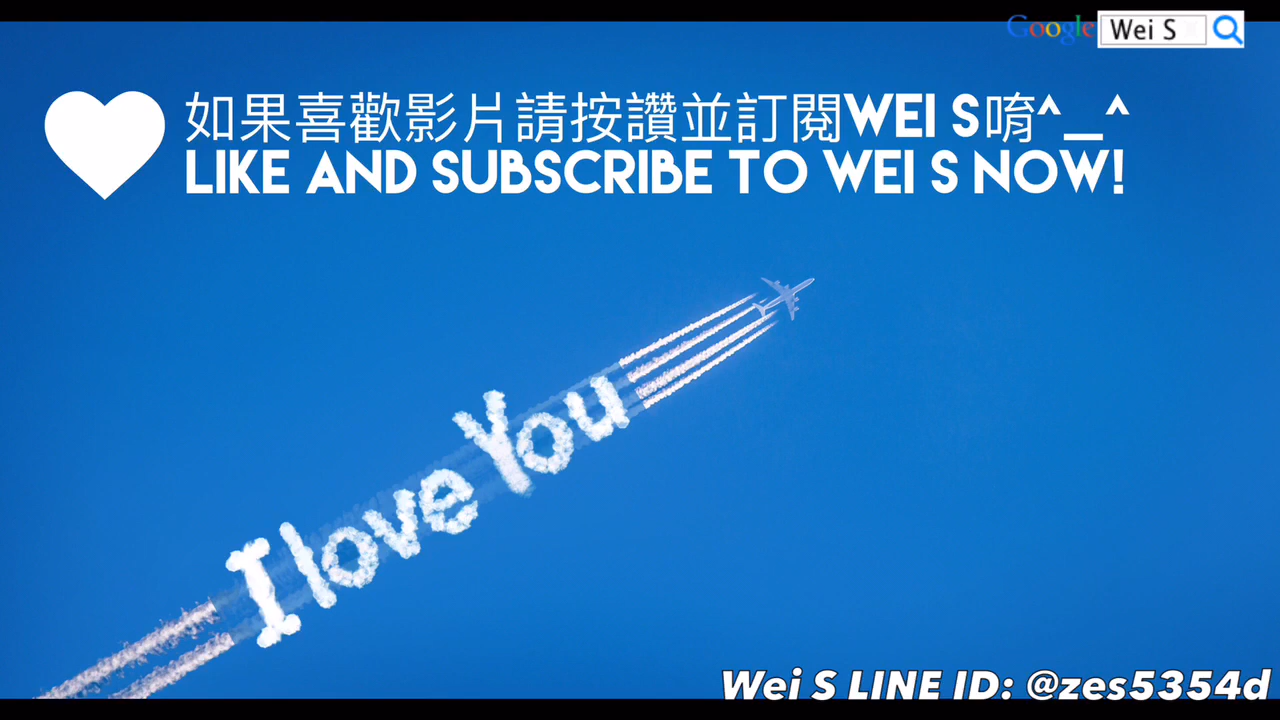 Google Wei S
如果喜歡影片請按讚並訂閱WEI S唷^_^
LIKE AND SUBSCRIBE TO WEI S NOW!
I love You
Wei S LINE ID: @zes5354d